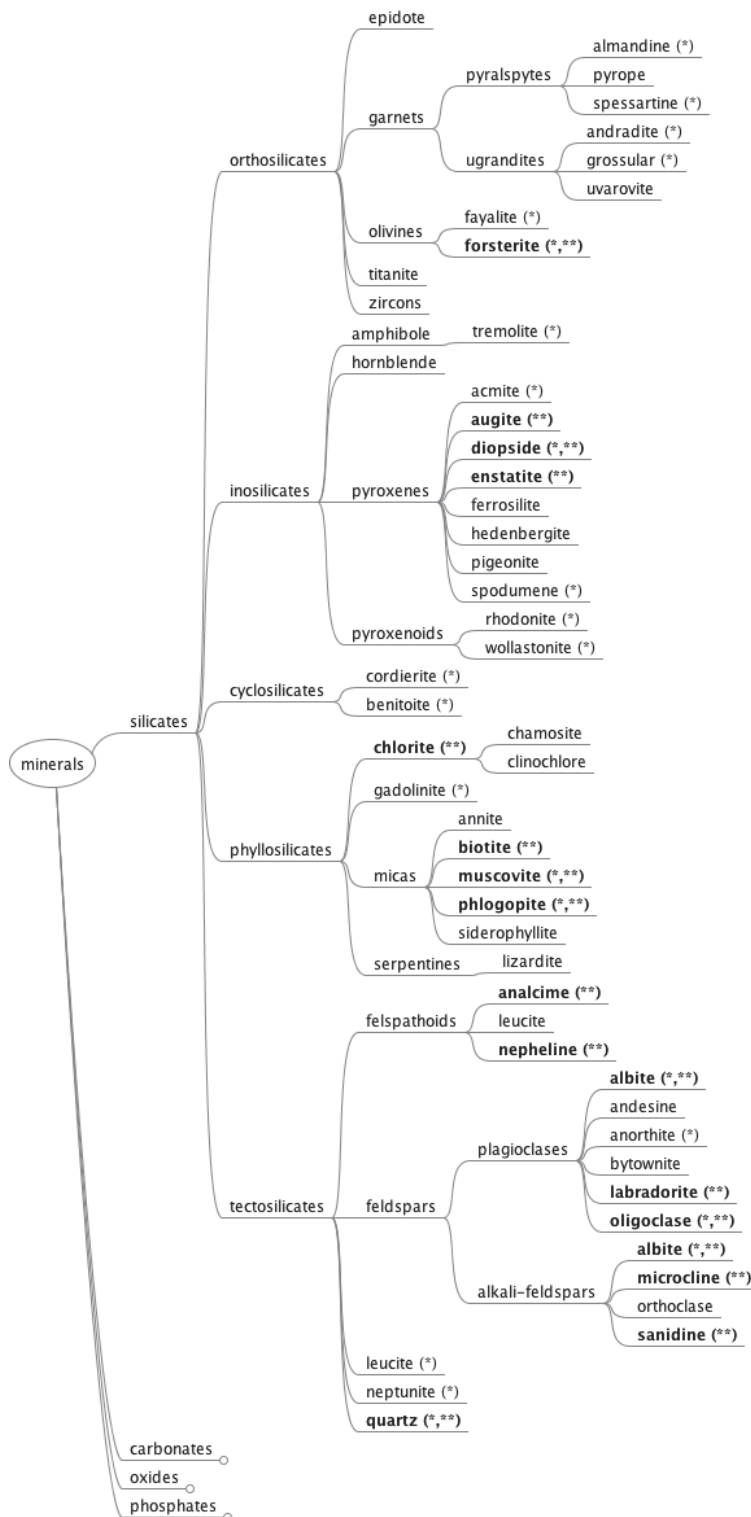 epidote
almandine (*)
pyralspytes
pyrope
spessartine (*)
garnets
andradite (*)
ugrandites
grossular (*)
uvarovite
orthosilicates
fayalite (*)
olivines
forsterite (*,**)
titanite
zircons
amphibole
tremolite (*)
hornblende
acmite (*)
augite (**)
diopside (*,**)
enstatite (**)
inosilicates
pyroxenes
ferrosilite
hedenbergite
pigeonite
spodumene (*)
rhodonite (*)
pyroxenoids
wollastonite (*)
cordierite (*)
cyclosilicates
benitoite (*)
silicates
minerals
chamosite
chlorite (**)
clinochlore
gadolinite (*)
phyllosilicates
annite
biotite (**)
micas
muscovite (*,**)
phlogopite (*,**)
siderophyllite
serpentines
lizardite
analcime (**)
felspathoids
leucite
nepheline (**)
albite (*,**)
andesine
plagioclases
anorthite (*)
bytownite
labradorite (**)
oligoclase (*,**)
tectosilicates
feldspars
albite (*,**)
microcline (**)
alkali-feldspars
orthoclase
sanidine (**)
leucite (*)
neptunite (*)
quartz (*,**)
carbonates
oxides
phosphates